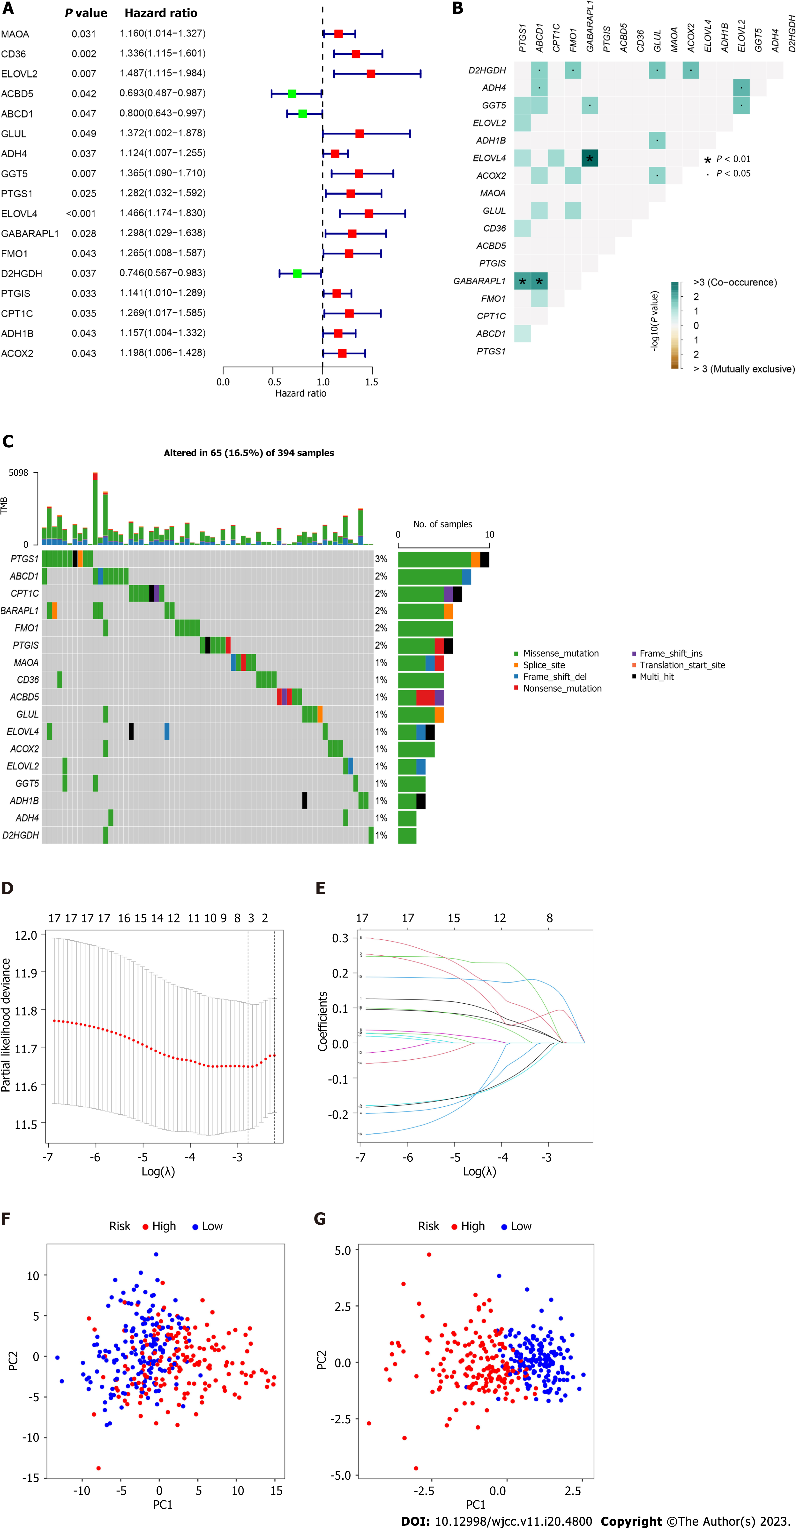 A
P value Hazard ratio
MAOA 0.031 1.160(1.014−1.327)
CD36 0.002 1.336(1.115−1.601)
ELOVL2 0.007 1.487(1.115−1.984)
ACBD5 0.042 0.693(0.487−0.987)
ABCD1 0.047 0.800(0.643−0.997)
GLUL 0.049 1.372(1.002−1.878)
ADH4 0.037 1.124(1.007−1.255)
GGT5 0.007 1.365(1.090−1.710)
PTGS1 0.025 1.282(1.032−1.592)
ELOVL4 <0.001 1.466(1.174−1.830)
GABARAPL1 0.028 1.298(1.029−1.638)
FMO1 0.043 1.265(1.008−1.587)
D2HGDH 0.037 0.746(0.567−0.983)
PTGIS 0.033 1.141(1.010−1.289)
CPT1C 0.035 1.269(1.017−1.585)
ADH1B 0.043 1.157(1.004−1.332)
ACOX2 0.043 1.198(1.006−1.428)
0.0 0.5 1.0 1.5
Hazard ratio
B
PTGS1 ABCD1 CPT1C FMO1 GABARAPL1 PTGIS ACBD5 CD36 GLUL MAOA ACOX2 ELOVL4 ADH1B ELOVL2 GGT5 ADH4 D2HGDH
D2HGDH
ADH4
GGT5
ELOVL2
ADH1B
ELOVL4
ACOX2
MAOA
GLUL
CD36
ACBD5
PTGIS
GABARAPL1
FMO1
CPT1C
ABCD1
PTGS1
* P < 0.01
· P < 0.05
-log10(P value)
>3 (Co-occurence)
2
1
0
1
2
> 3 (Mutually exclusive)
C
Altered in 65 (16.5%) of 394 samples
TMB
5098
0
No. of samples
0 10
PTGS1 3%
ABCD1 2%
CPT1C 2%
BARAPL1 2%
FMO1 2%
PTGIS 2%
MAOA 1%
CD36 1%
ACBD5 1%
GLUL 1%
ELOVL4 1%
ACOX2 1%
ELOVL2 1%
GGT5 1%
ADH1B 1%
ADH4 1%
D2HGDH 1%
Missense_mutation
Splice_site
Frame_shift_del
Nonsense_mutation
Frame_shift_ins
Translation_start_site
Multi_hit
D
17 17 17 17 16 15 14 12 11 10 9 8 3 2
Partial likelihood deviance
12.0
11.9
11.8
11.7
11.6
11.5
-7 -6 -5 -4 -3
Log(λ)
E
17 17 15 12 8
Coefficients
0.3
0.2
0.1
0.0
-0.1
-0.2
-7 -6 -5 -4 -3
Log(λ)
F
Risk High Low
PC2
10
5
0
-5
-10
-15
-10 -5 0 5 10 15
PC1
G
Risk High Low
PC2
5.0
2.5
0.0
-2.5
-5.0
-2.5 0.0 2.5
PC1
DOI: 10.12998/wjcc.v11.i20.4800 Copyright ©The Author(s) 2023.